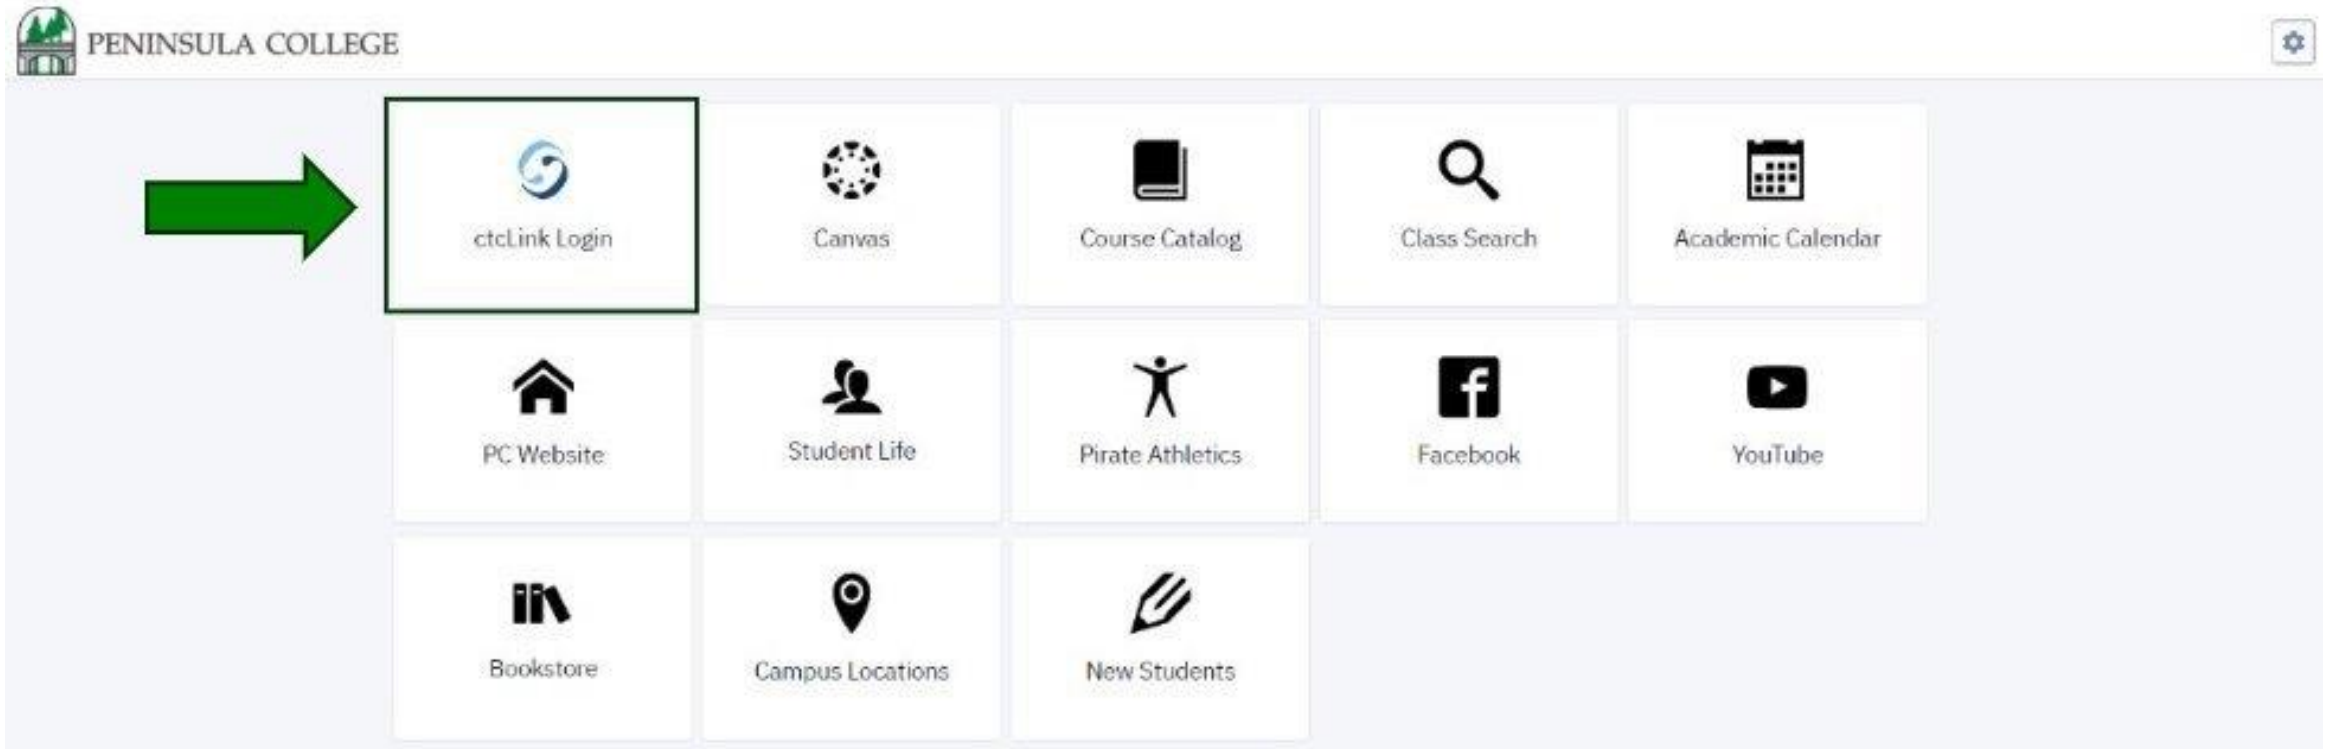 PENINSULA COLLEGE
ctcLink Login
Canvas
Course Catalog
Class Search
Academic Calendar
PC Website
Student Life
Pirate Athletics
Facebook
YouTube
Bookstore
Campus Locations
New Students